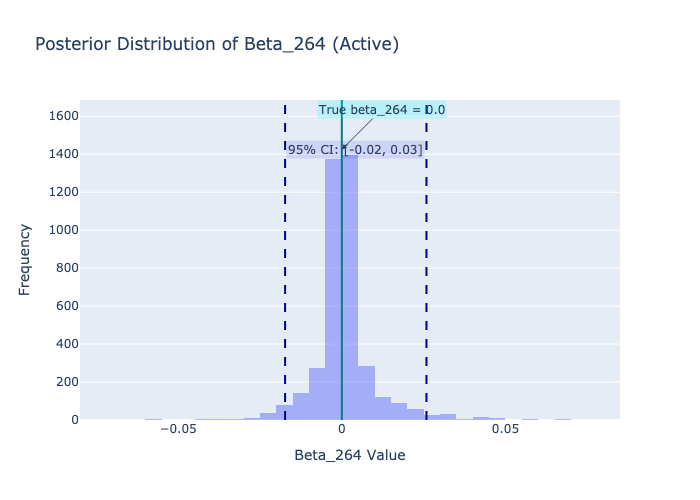 Posterior Distribution of Beta_264 (Active)
True beta_264 = 0.0
95% CI: [-0.02, 0.03]
1600
1400
1200
1000
800
600
400
200
0
Frequency
−0.05
0
0.05
Beta_264 Value